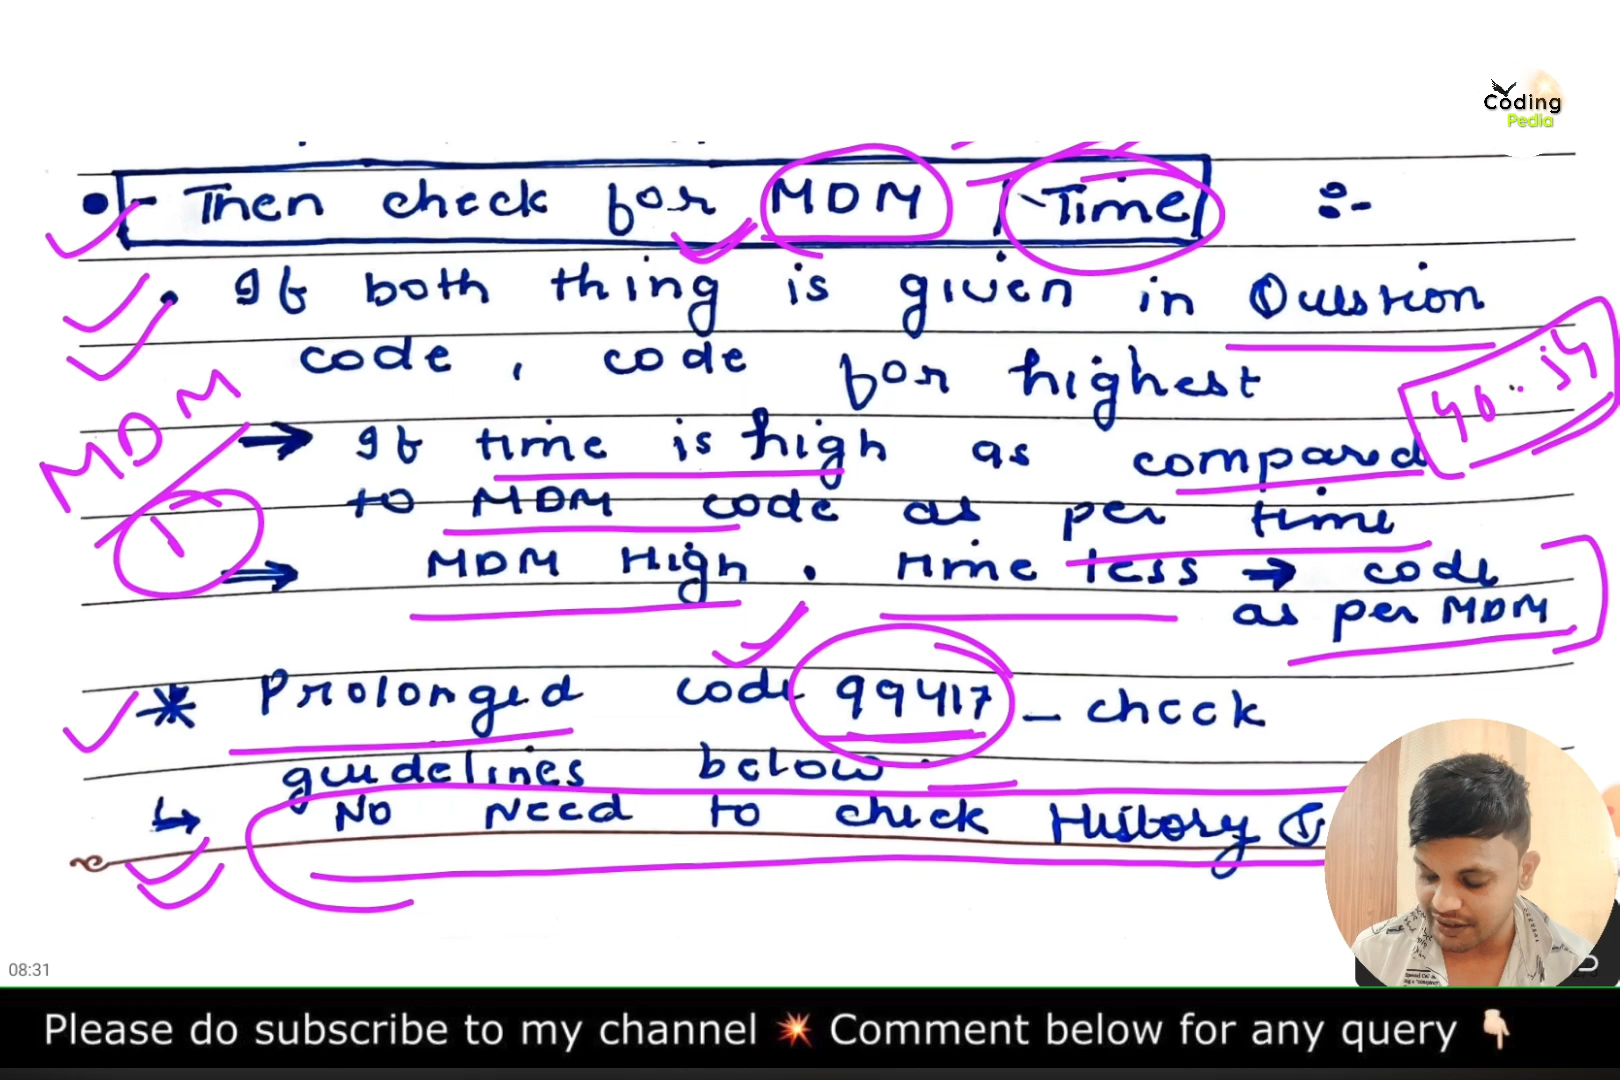 Coding
Pedia
• - Then check for MDM | Time :-
• If both thing is given in Question
code, code for highest
MDM
40-54
→ If time is high as compared
to MDM code as per time
T
→ MDM High, time less → code
as per MDM
* Prolonged code 99417 - check
guidelines below.
↳ No Need to check History &
08:31
Please do subscribe to my channel 💥 Comment below for any query 👇🏻